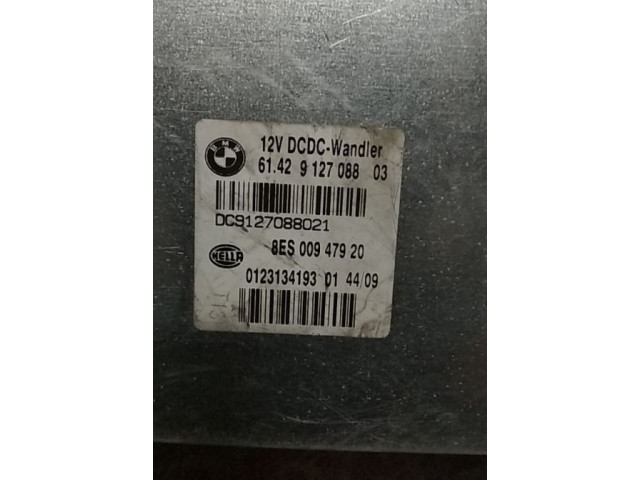 BMW
12V DCDC-Wandler
61.42 9 127 088 03
DC9127088021
HELLA
8ES 009 479 20
0123134193 01 44/09